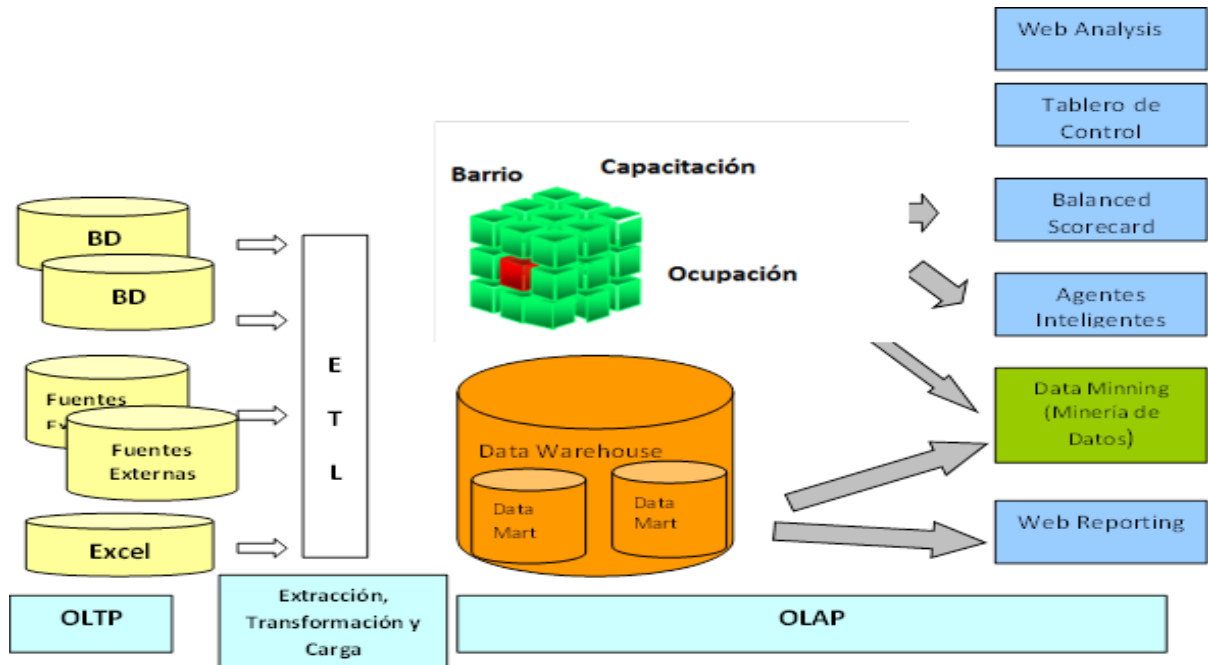 Web Analysis
Tablero de
Control
Barrio
Capacitación
Balanced
Scorecard
BD
BD
Ocupación
Agentes
Inteligentes
E
T
L
Fuentes
Fuentes
Externas
Data Warehouse
Data
Mart
Data
Mart
Data Minning
(Minería de
Datos)
Excel
Web Reporting
OLTP
Extracción,
Transformación y
Carga
OLAP